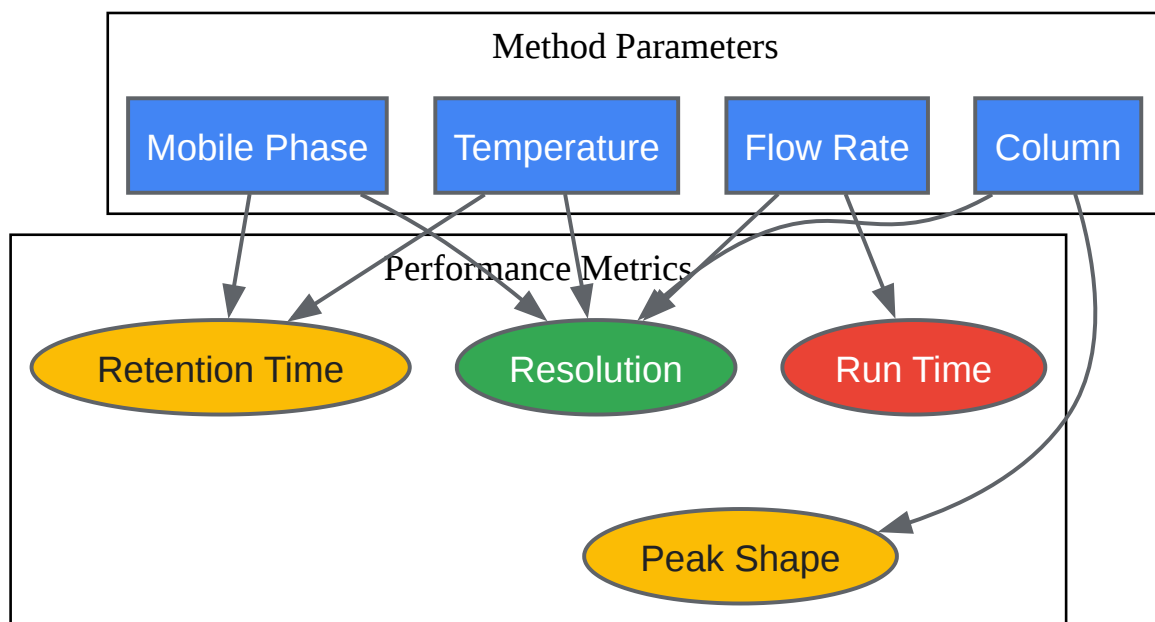 Method Parameters
Mobile Phase
Temperature
Flow Rate
Column
Performance Metrics
Retention Time
Resolution
Run Time
Peak Shape